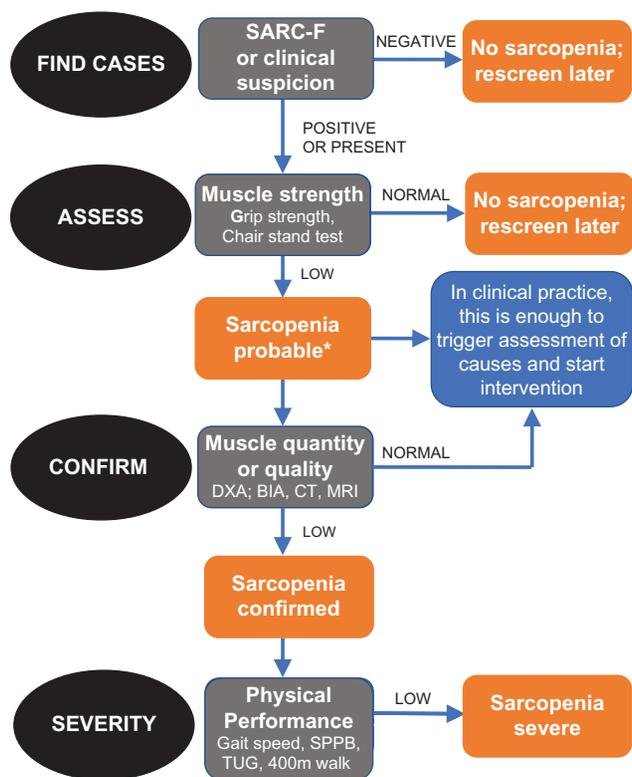 FIND CASES
SARC-F
or clinical
suspicion
NEGATIVE
No sarcopenia;
rescreen later
POSITIVE
OR PRESENT
ASSESS
Muscle strength
Grip strength,
Chair stand test
NORMAL
No sarcopenia;
rescreen later
LOW
Sarcopenia
probable*
In clinical practice,
this is enough to
trigger assessment of
causes and start
intervention
CONFIRM
Muscle quantity
or quality
DXA; BIA, CT, MRI
NORMAL
LOW
Sarcopenia
confirmed
SEVERITY
Physical
Performance
Gait speed, SPPB,
TUG, 400m walk
LOW
Sarcopenia
severe